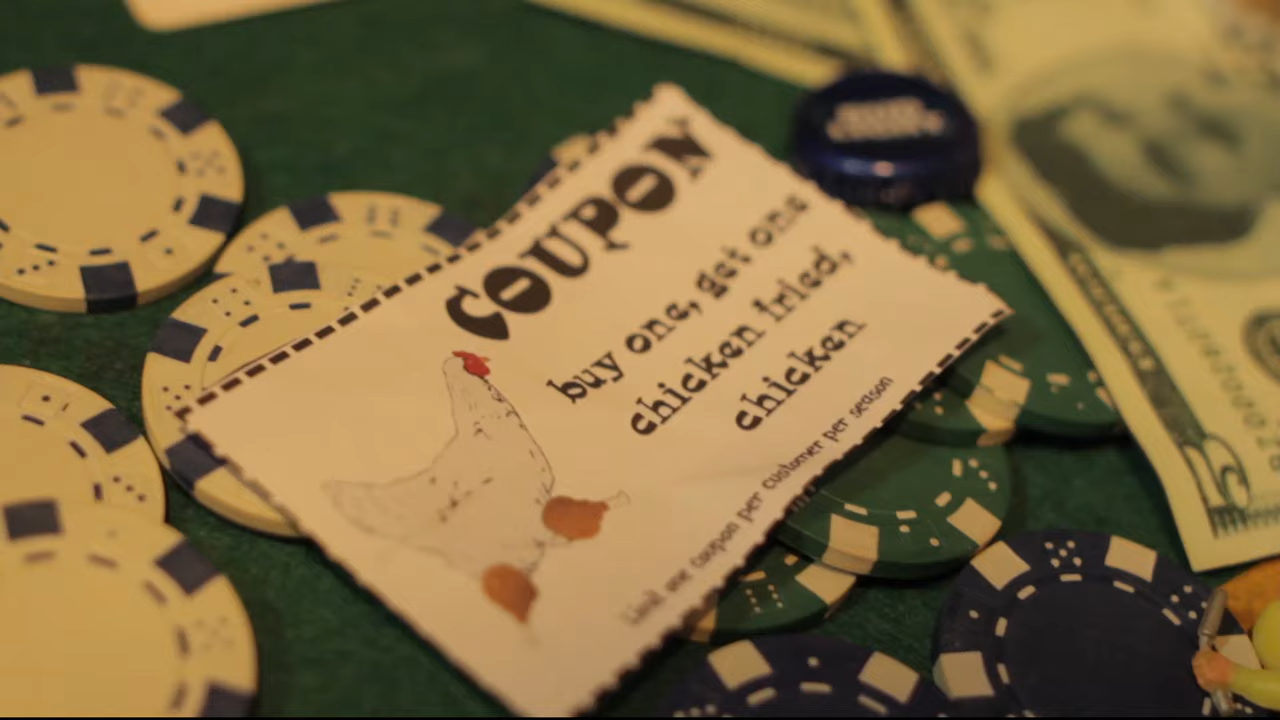 COUPON
buy one, get one
chicken fried,
chicken
Limit one coupon per customer per season